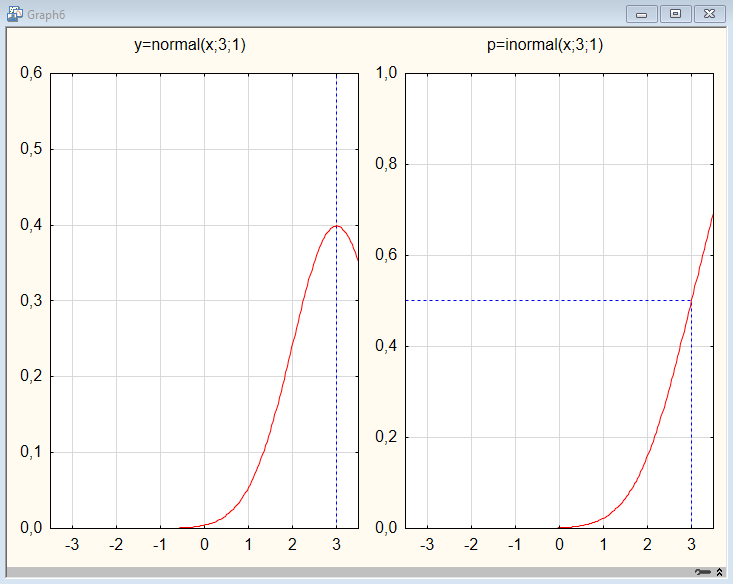 Graph6
y=normal(x;3;1)
0,6
0,5
0,4
0,3
0,2
0,1
0,0
-3 -2 -1 0 1 2 3
p=inormal(x;3;1)
1,0
0,8
0,6
0,4
0,2
0,0
-3 -2 -1 0 1 2 3